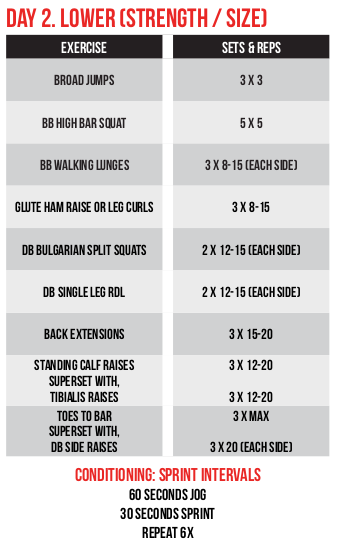 DAY 2. LOWER (STRENGTH / SIZE)
EXERCISE SETS & REPS
BROAD JUMPS 3 X 3
BB HIGH BAR SQUAT 5 X 5
BB WALKING LUNGES 3 X 8-15 (EACH SIDE)
GLUTE HAM RAISE OR LEG CURLS 3 X 8-15
DB BULGARIAN SPLIT SQUATS 2 X 12-15 (EACH SIDE)
DB SINGLE LEG RDL 2 X 12-15 (EACH SIDE)
BACK EXTENSIONS 3 X 15-20
STANDING CALF RAISES 3 X 12-20
SUPERSET WITH,
TIBIALIS RAISES 3 X 12-20
TOES TO BAR 3 X MAX
SUPERSET WITH,
DB SIDE RAISES 3 X 20 (EACH SIDE)
CONDITIONING: SPRINT INTERVALS
60 SECONDS JOG
30 SECONDS SPRINT
REPEAT 6X